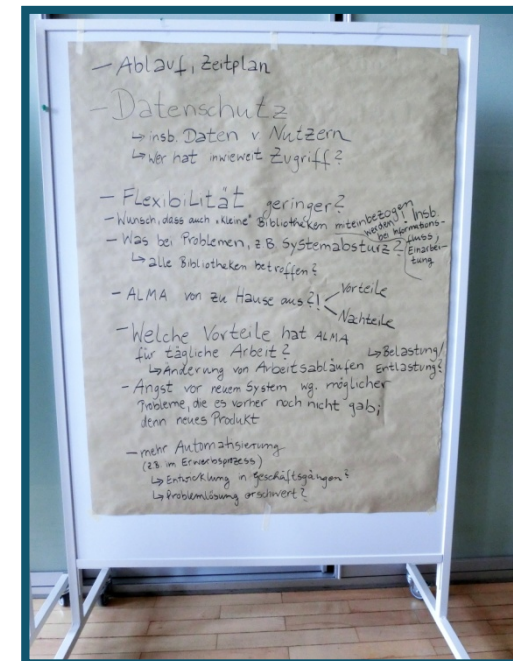 – Ablauf, Zeitplan
– Datenschutz
↳ insb. Daten v Nutzern
↳ Wer hat inwieweit Zugriff?
– Flexibilität geringer?
– Wunsch, dass auch „kleine" Bibliotheken miteinbezogen
werden! Insb.
bei Informations-
fluss,
Einarbei-
tung
– Was bei Problemen, z B Systemabsturz?
↳ alle Bibliotheken betroffen?
– ALMA von zu Hause aus?!
Vorteile
Nachteile
– Welche Vorteile hat ALMA
für tägliche Arbeit?
↳ Belastung/
Entlastung?
↳ Änderung von Arbeitsabläufen
– Angst vor neuem System wg. möglicher
Probleme, die es vorher noch nicht gab;
denn neues Produkt
– mehr Automatisierung
(z.B. im Erwerbsprozess)
↳ Entwicklung in Geschäftsgängen?
↳ Problemlösung erschwert?